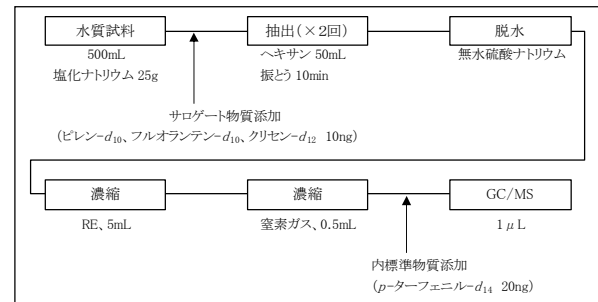 水質試料
抽出(×2回)
脱水
500mL
塩化ナトリウム 25g
ヘキサン 50mL
振とう 10min
無水硫酸ナトリウム
サロゲート物質添加
(ピレン-d10、フルオランテン-d10、クリセン-d12 10ng)
濃縮
濃縮
GC/MS
RE、5mL
窒素ガス、0.5mL
1μL
内標準物質添加
(p-ターフェニル-d14 20ng)